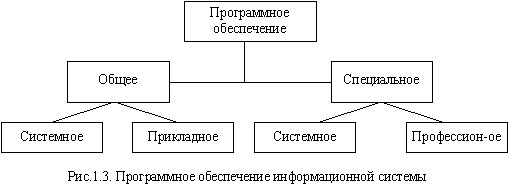 Программное
обеспечение
Общее
Специальное
Системное
Прикладное
Системное
Профессион-ое
Рис.1.3. Программное обеспечение информационной системы